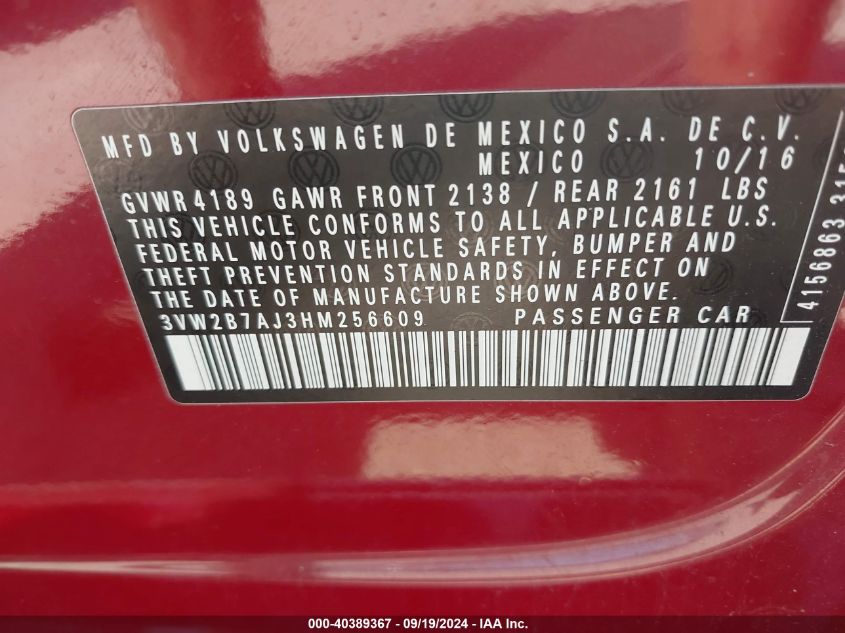 MFD BY VOLKSWAGEN DE MEXICO S.A. DE C.V.
MEXICO 10/16
GVWR 4189 GAWR FRONT 2138 / REAR 2161 LBS
THIS VEHICLE CONFORMS TO ALL APPLICABLE U.S.
FEDERAL MOTOR VEHICLE SAFETY, BUMPER AND
THEFT PREVENTION STANDARDS IN EFFECT ON
THE DATE OF MANUFACTURE SHOWN ABOVE.
3VW2B7AJ3HM256609 PASSENGER CAR
4156863
000-40389367 - 09/19/2024 - IAA Inc.